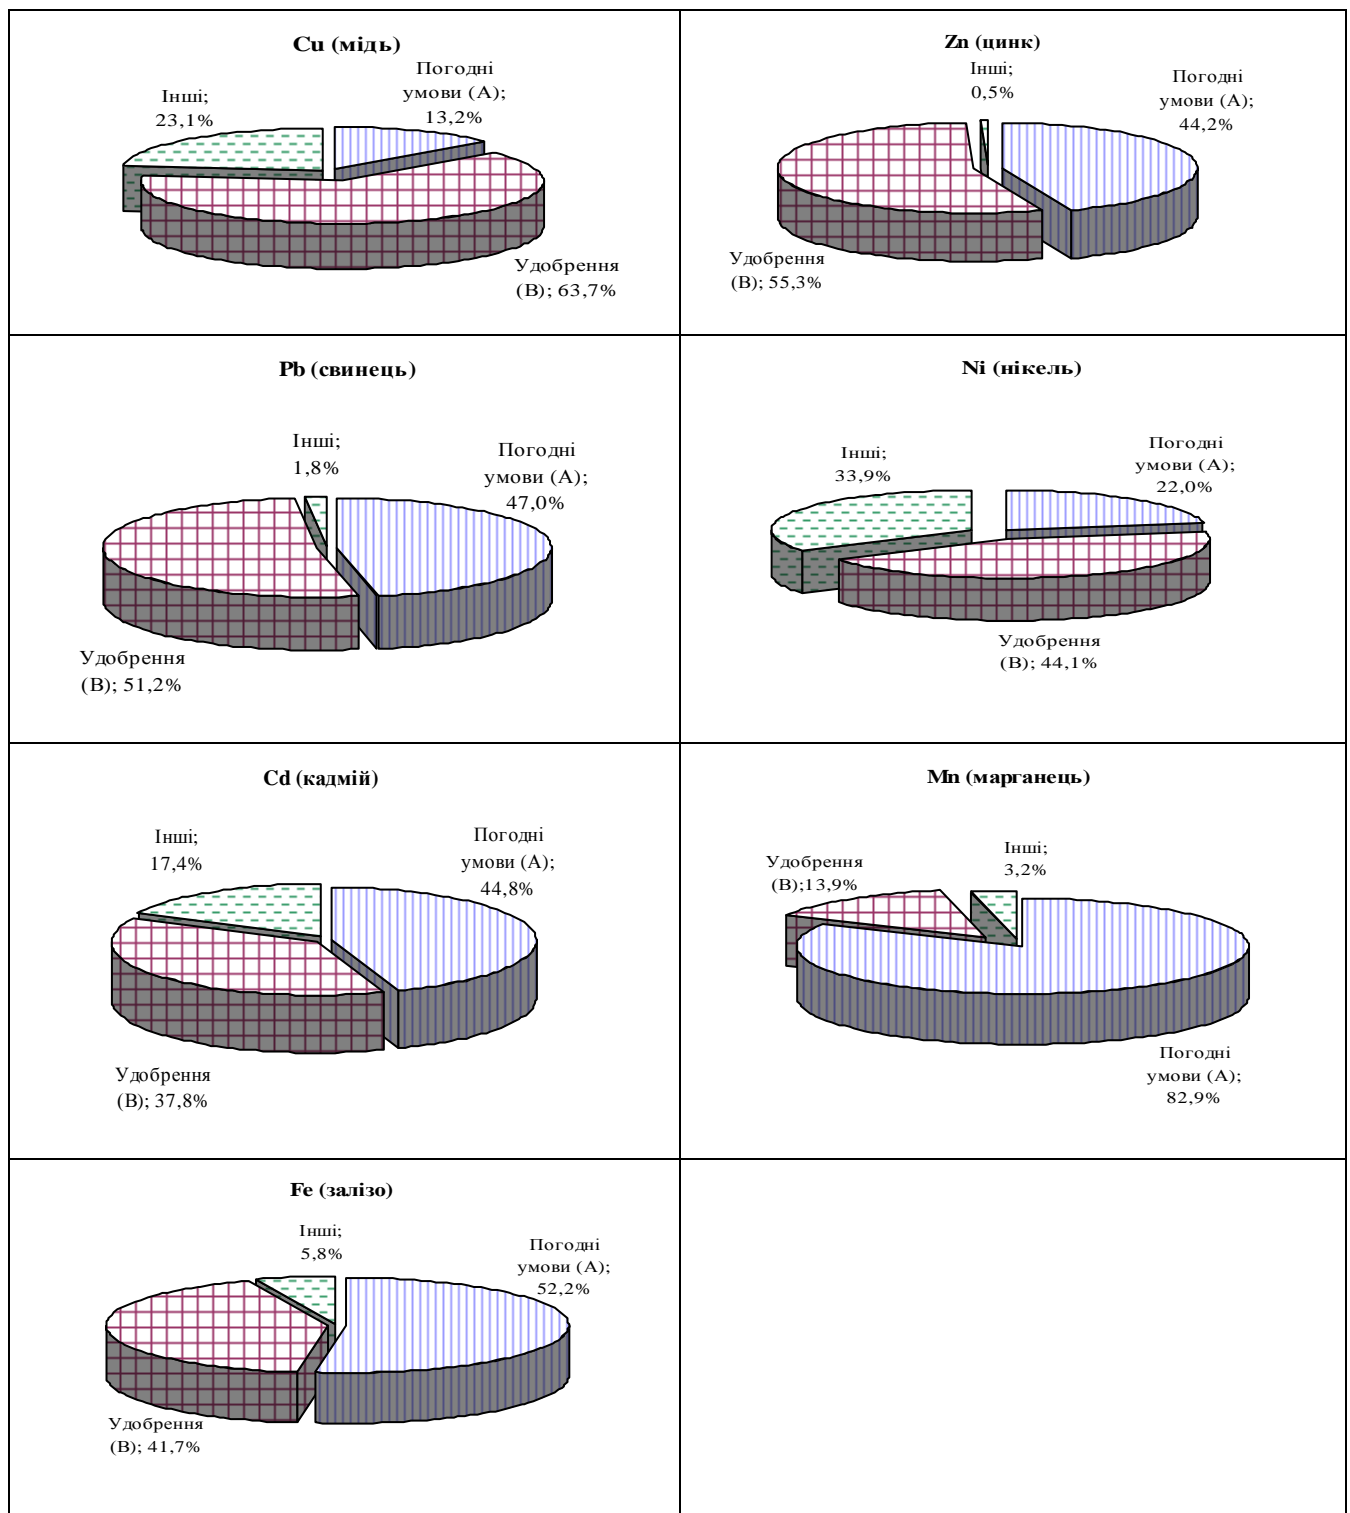 Cu (мідь)
Погодні
умови (А);
13,2%
Інші;
23,1%
Удобрення
(В); 63,7%
Zn (цинк)
Інші;
0,5%
Погодні
умови (А);
44,2%
Удобрення
(В); 55,3%
Pb (свинець)
Інші;
1,8%
Погодні
умови (А);
47,0%
Удобрення
(В); 51,2%
Ni (нікель)
Інші;
33,9%
Погодні
умови (А);
22,0%
Удобрення
(В); 44,1%
Cd (кадмій)
Інші;
17,4%
Погодні
умови (А);
44,8%
Удобрення
(В); 37,8%
Mn (марганець)
Удобрення
(В);13,9%
Інші;
3,2%
Погодні
умови (А);
82,9%
Fe (залізо)
Інші;
5,8%
Погодні
умови (А);
52,2%
Удобрення
(В); 41,7%